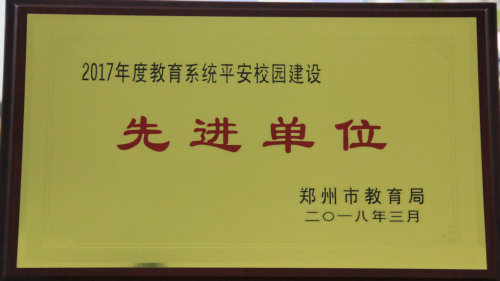 2017年度教育系统平安校园建设
先进单位
郑州市教育局
二〇一八年三月